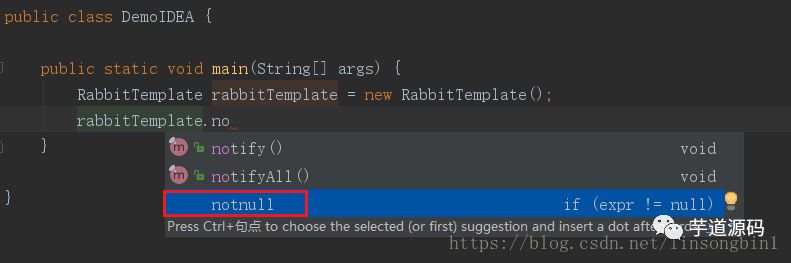 public class DemoIDEA {
public static void main(String[] args) {
RabbitTemplate rabbitTemplate = new RabbitTemplate();
rabbitTemplate.no
notify() void
notifyAll() void
}
notnull if (expr != null)
}
Press Ctrl+句点 to choose the selected (or first) suggestion and insert a dot after
芋道源码
https://blog.csdn.net/linsongbin1